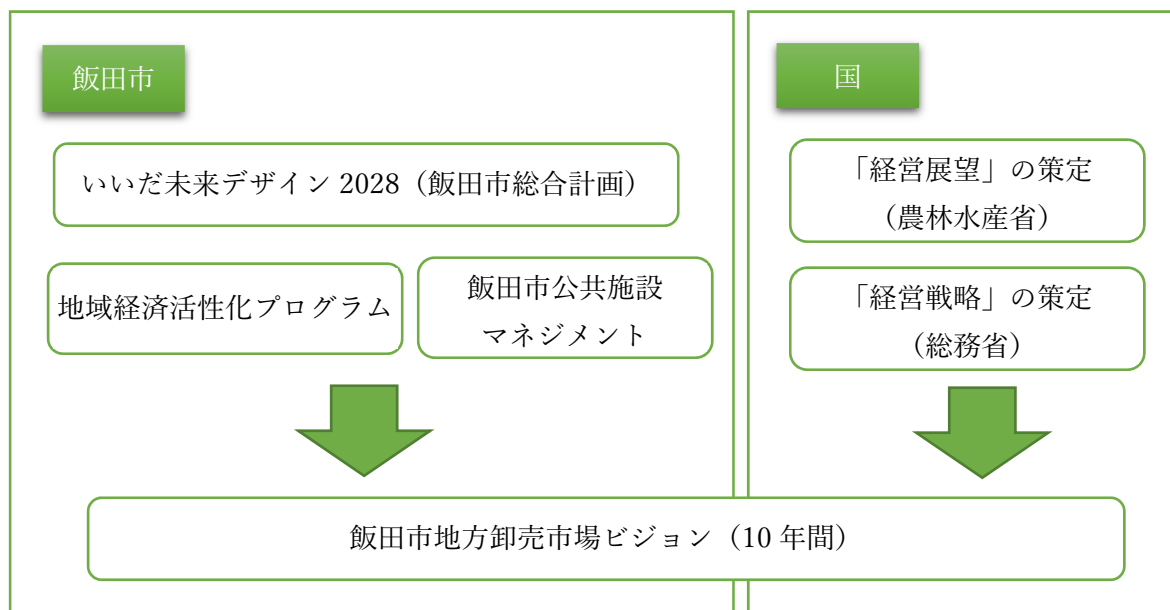 飯田市
いいだ未来デザイン 2028（飯田市総合計画）
地域経済活性化プログラム
飯田市公共施設
マネジメント
国
「経営展望」の策定
（農林水産省）
「経営戦略」の策定
（総務省）
飯田市地方卸売市場ビジョン（10 年間）